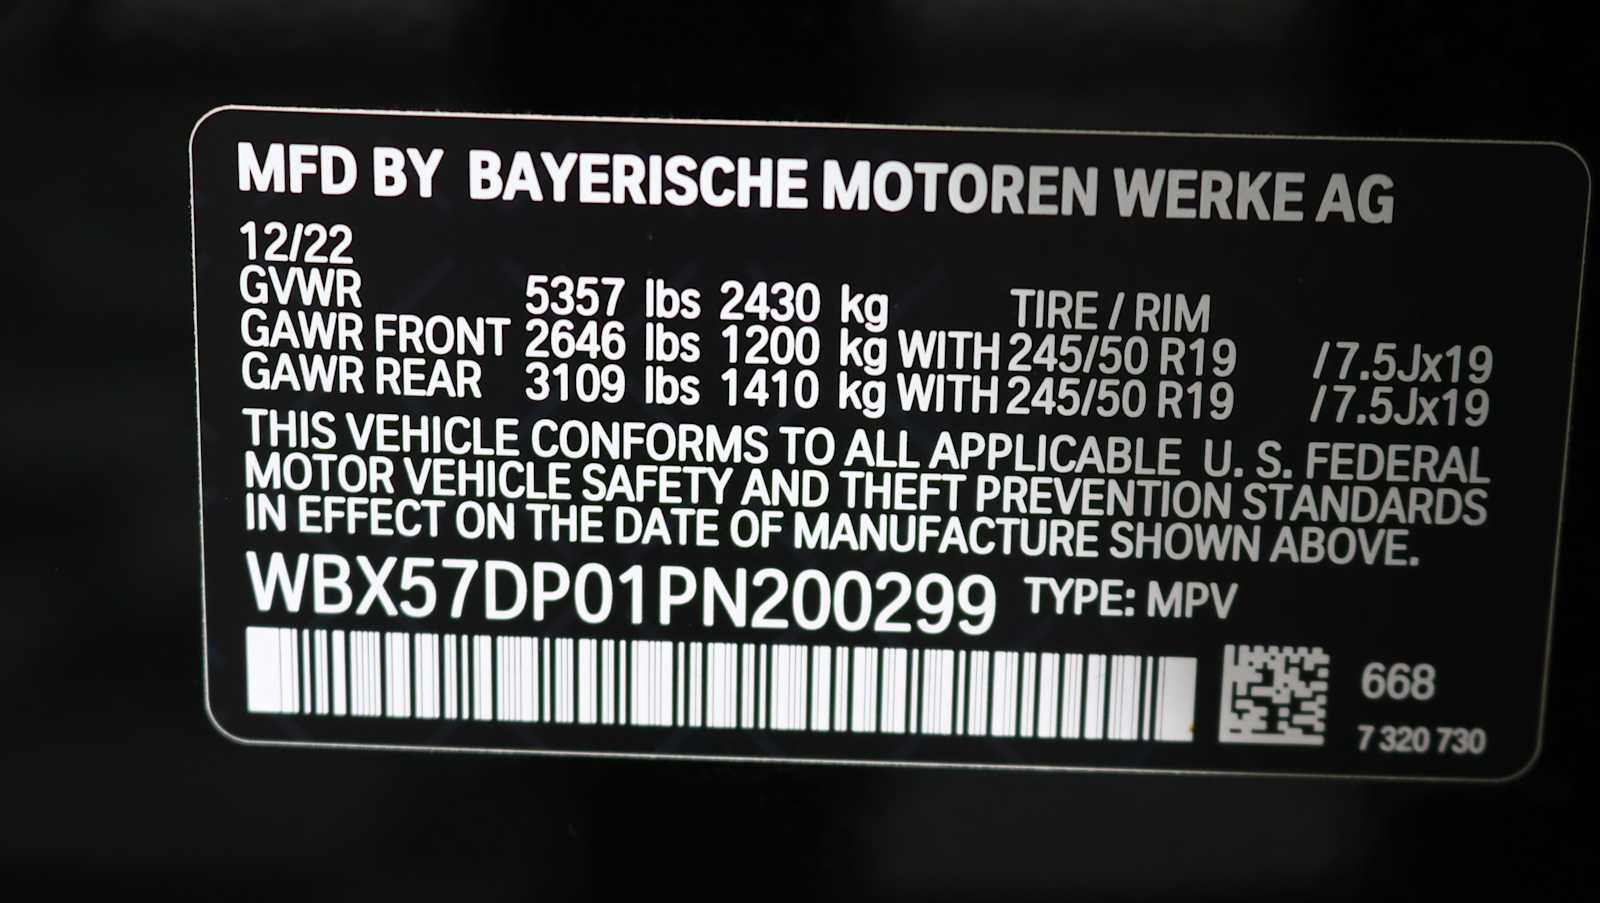 MFD BY BAYERISCHE MOTOREN WERKE AG
12/22
GVWR 5357 lbs 2430 kg TIRE / RIM
GAWR FRONT 2646 lbs 1200 kg WITH 245/50 R19 /7.5Jx19
GAWR REAR 3109 lbs 1410 kg WITH 245/50 R19 /7.5Jx19
THIS VEHICLE CONFORMS TO ALL APPLICABLE U. S. FEDERAL
MOTOR VEHICLE SAFETY AND THEFT PREVENTION STANDARDS
IN EFFECT ON THE DATE OF MANUFACTURE SHOWN ABOVE.
WBX57DP01PN200299 TYPE: MPV
668
7 320 730